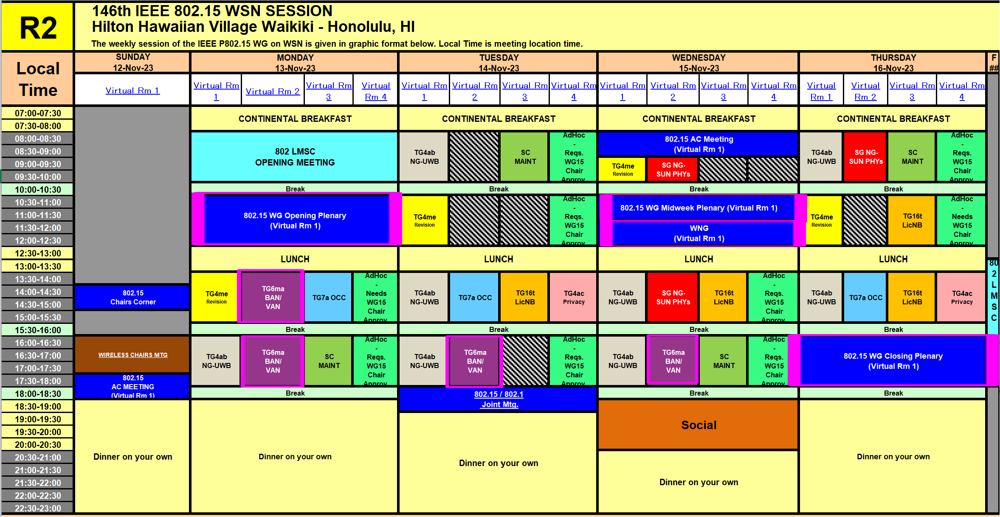 R2
146th IEEE 802.15 WSN SESSION
Hilton Hawaiian Village Waikiki - Honolulu, HI
The weekly session of the IEEE P802.15 WG on WSN is given in graphic format below. Local Time is meeting location time.
Local
Time
SUNDAY
12-Nov-23
MONDAY
13-Nov-23
TUESDAY
14-Nov-23
WEDNESDAY
15-Nov-23
THURSDAY
16-Nov-23
F
##
Virtual Rm 1
Virtual Rm
1
Virtual Rm 2
Virtual Rm
3
Virtual
Rm 4
Virtual Rm
1
Virtual Rm
2
Virtual Rm
3
Virtual Rm
4
Virtual Rm
1
Virtual Rm
2
Virtual Rm
3
Virtual Rm
4
Virtual
Rm 1
Virtual
Rm 2
Virtual Rm
3
Virtual Rm
4
07:00-07:30
07:30-08:00
08:00-08:30
08:30-09:00
09:00-09:30
09:30-10:00
10:00-10:30
10:30-11:00
11:00-11:30
11:30-12:00
12:00-12:30
12:30-13:00
13:00-13:30
13:30-14:00
14:00-14:30
14:30-15:00
15:00-15:30
15:30-16:00
16:00-16:30
16:30-17:00
17:00-17:30
17:30-18:00
18:00-18:30
18:30-19:00
19:00-19:30
19:30-20:00
20:00-20:30
20:30-21:00
21:00-21:30
21:30-22:00
22:00-22:30
22:30-23:00
802.15
Chairs Corner
WIRELESS CHAIRS MTG
802.15
AC MEETING
(Virtual Rm 1)
Dinner on your own
CONTINENTAL BREAKFAST
802 LMSC
OPENING MEETING
Break
802.15 WG Opening Plenary
(Virtual Rm 1)
LUNCH
TG4me
Revision
TG6ma
BAN/
VAN
TG7a OCC
AdHoc
-
Needs
WG15
Chair
Approv
Break
TG4ab
NG-UWB
TG6ma
BAN/
VAN
SC
MAINT
AdHoc
-
Reqs.
WG15
Chair
Approv
Break
Dinner on your own
CONTINENTAL BREAKFAST
TG4ab
NG-UWB
SC
MAINT
AdHoc
-
Reqs.
WG15
Chair
Approv
Break
TG4me
Revision
AdHoc
-
Reqs.
WG15
Chair
Approv
LUNCH
TG4ab
NG-UWB
TG7a OCC
TG16t
LicNB
TG4ac
Privacy
Break
TG4ab
NG-UWB
TG6ma
BAN/
VAN
AdHoc
-
Reqs.
WG15
Chair
Approv
802.15 / 802.1
Joint Mtg.
Dinner on your own
CONTINENTAL BREAKFAST
802.15 AC Meeting
(Virtual Rm 1)
TG4me
Revision
SG NG-
SUN PHYs
Break
802.15 WG Midweek Plenary (Virtual Rm 1)
WNG
(Virtual Rm 1)
LUNCH
TG4ab
NG-UWB
SG NG-
SUN PHYs
TG16t
LicNB
AdHoc
-
Reqs.
WG15
Chair
Approv
Break
TG4ab
NG-UWB
TG6ma
BAN/
VAN
SC
MAINT
AdHoc
-
Reqs.
WG15
Chair
Approv
Break
Social
Dinner on your own
CONTINENTAL BREAKFAST
TG4ab
NG-UWB
SG NG-
SUN PHYs
SC
MAINT
AdHoc
-
Reqs.
WG15
Chair
Approv
Break
TG4me
Revision
TG16t
LicNB
AdHoc
-
Needs
WG15
Chair
Approv
LUNCH
TG4ab
NG-UWB
TG7a OCC
TG16t
LicNB
TG4ac
Privacy
Break
802.15 WG Closing Plenary
(Virtual Rm 1)
Break
Dinner on your own
80
2
L
M
S
C